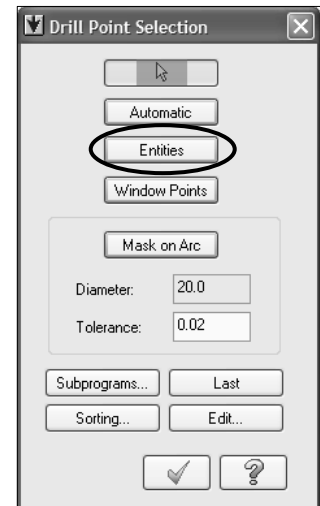 Drill Point Selection
Automatic
Entities
Window Points
Mask on Arc
Diameter: 20.0
Tolerance: 0.02
Subprograms... Last
Sorting... Edit...